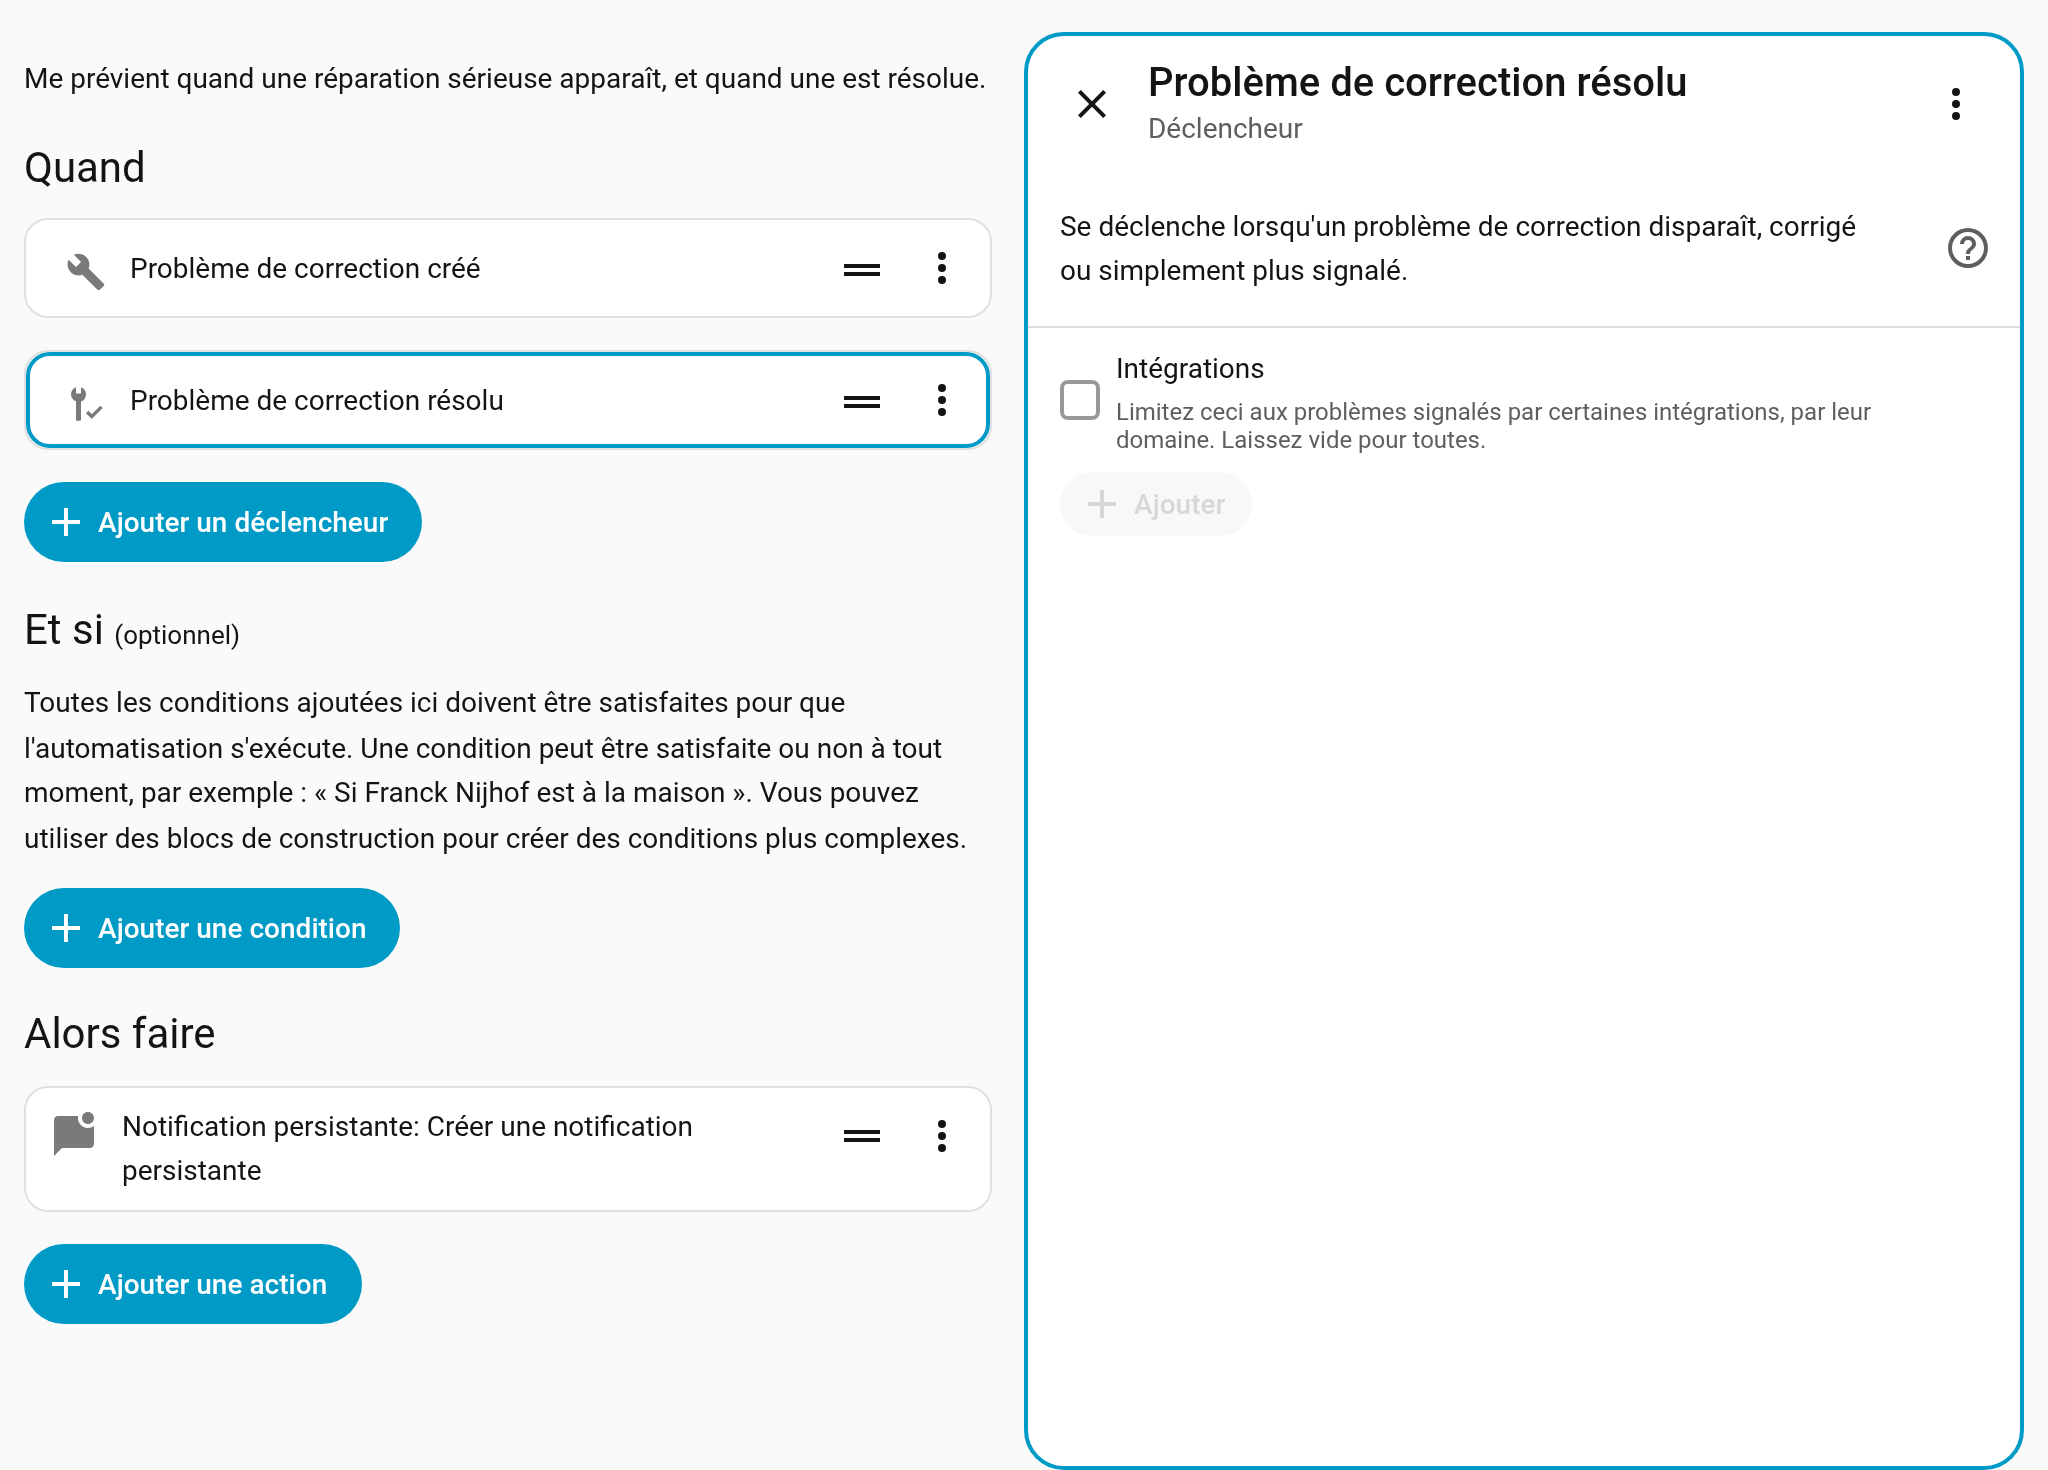 Me prévient quand une réparation sérieuse apparaît, et quand une est résolue.
Quand
Problème de correction créé
Problème de correction résolu
Ajouter un déclencheur
Et si (optionnel)
Toutes les conditions ajoutées ici doivent être satisfaites pour que
l'automatisation s'exécute. Une condition peut être satisfaite ou non à tout
moment, par exemple : « Si Franck Nijhof est à la maison ». Vous pouvez
utiliser des blocs de construction pour créer des conditions plus complexes.
Ajouter une condition
Alors faire
Notification persistante: Créer une notification
persistante
Ajouter une action
Problème de correction résolu
Déclencheur
Se déclenche lorsqu'un problème de correction disparaît, corrigé
ou simplement plus signalé.
Intégrations
Limitez ceci aux problèmes signalés par certaines intégrations, par leur
domaine. Laissez vide pour toutes.
Ajouter